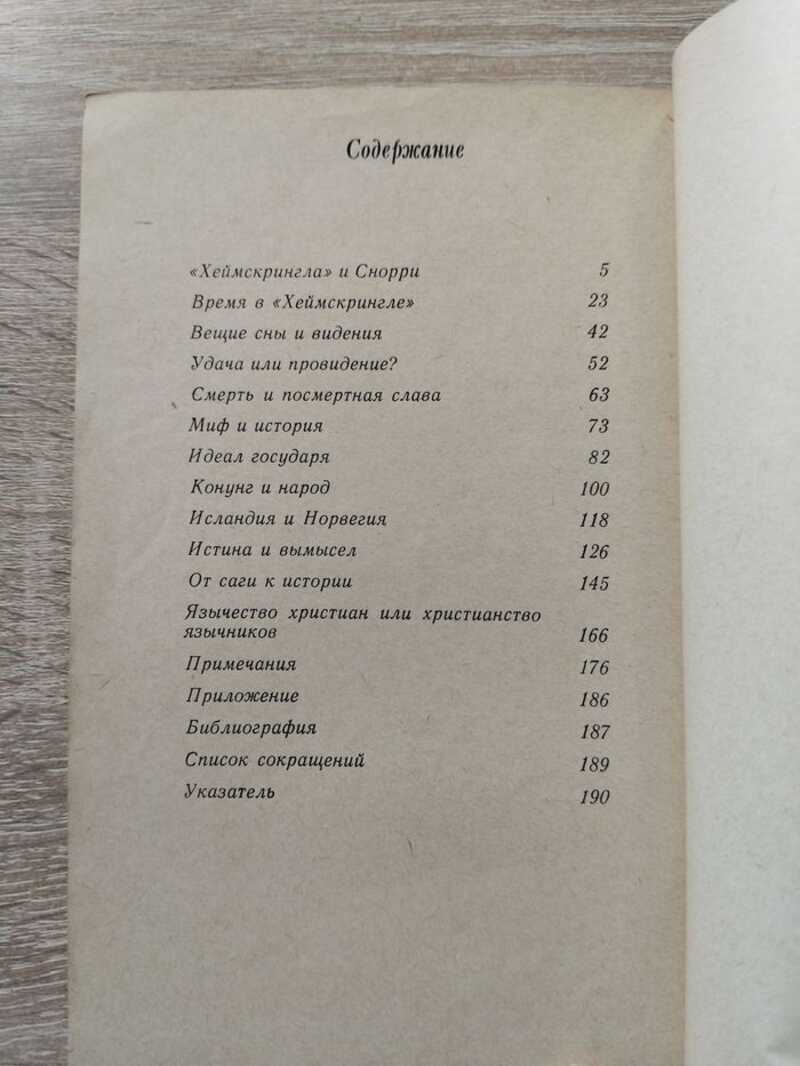 Содержание
«Хеймскрингла» и Снорри 5
Время в «Хеймскрингле» 23
Вещие сны и видения 42
Удача или провидение? 52
Смерть и посмертная слава 63
Миф и история 73
Идеал государя 82
Конунг и народ 100
Исландия и Норвегия 118
Истина и вымысел 126
От саги к истории 145
Язычество христиан или христианство
язычников 166
Примечания 176
Приложение 186
Библиография 187
Список сокращений 189
Указатель 190